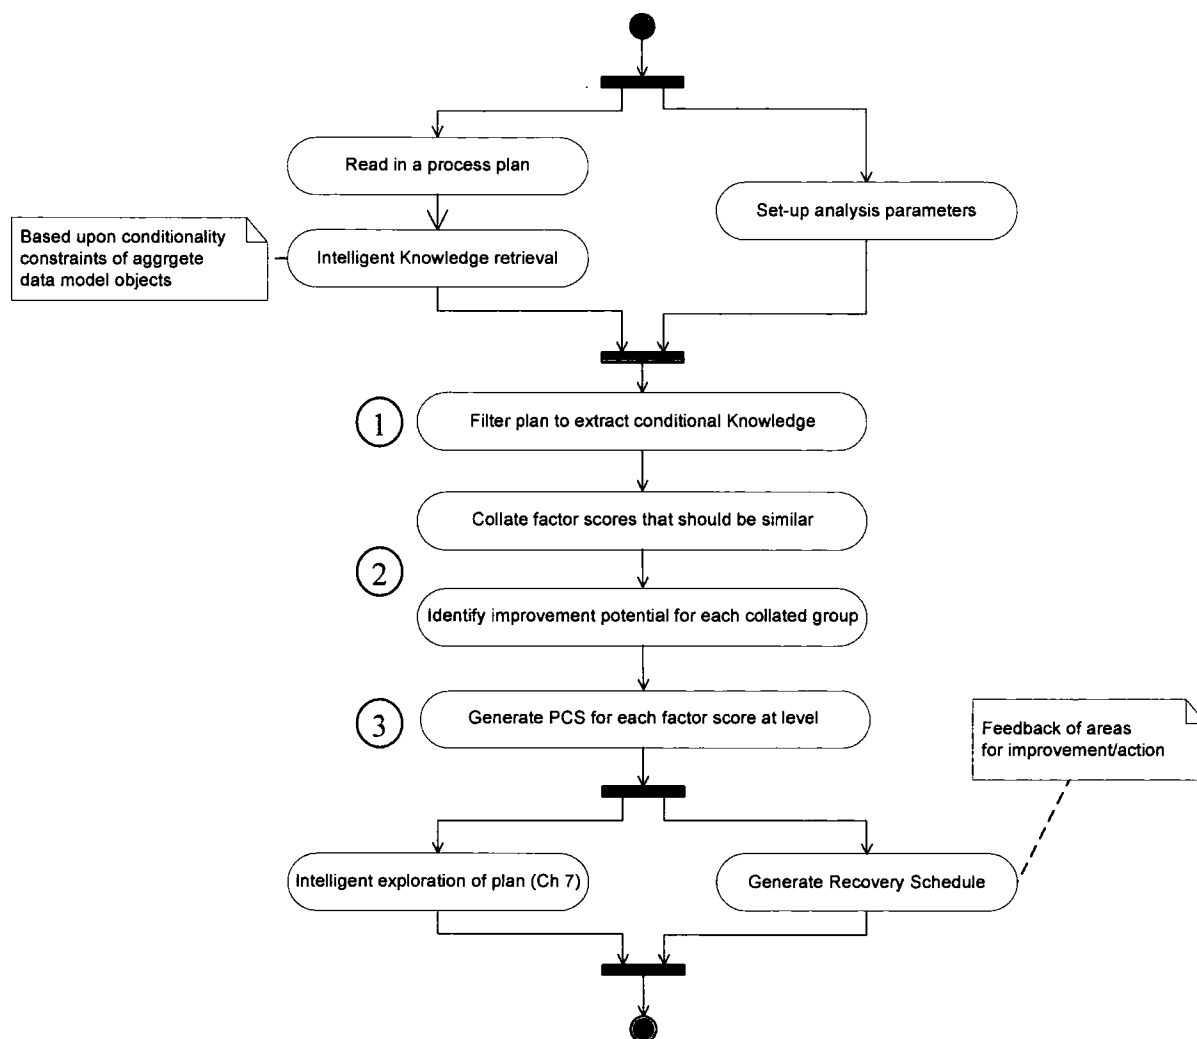 Read in a process plan
Set-up analysis parameters
Based upon conditionality
constraints of aggrgete
data model objects
Intelligent Knowledge retrieval
1
Filter plan to extract conditional Knowledge
Collate factor scores that should be similar
2
Identify improvement potential for each collated group
3
Generate PCS for each factor score at level
Feedback of areas
for improvement/action
Intelligent exploration of plan (Ch 7)
Generate Recovery Schedule